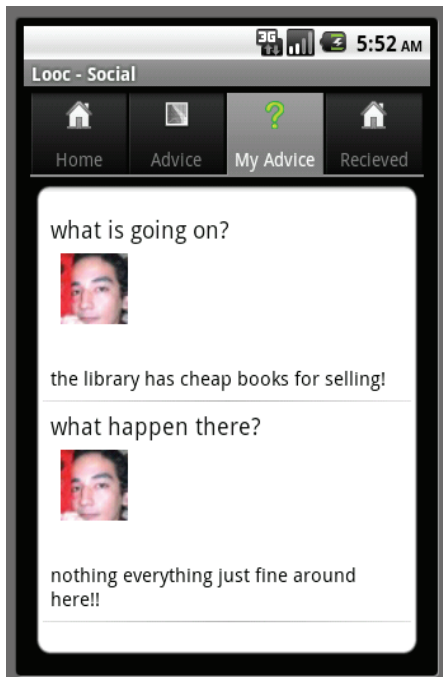 3G 5:52 AM
Looc - Social
Home Advice My Advice Recieved
what is going on?
the library has cheap books for selling!
what happen there?
nothing everything just fine around
here!!